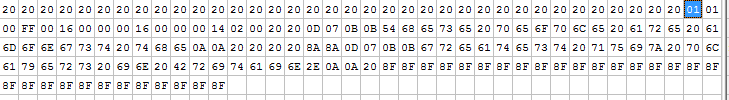 20 20 20 20 20 20 20 20 20 20 20 20 20 20 20 20 20 20 20 20 20 20 20 20 20 20 20 20 20 20 20 20 20 20 20 20 01 01
00 FF 00 16 00 00 00 16 00 00 00 14 02 00 20 20 0D 07 0B 0B 54 68 65 73 65 20 70 65 6F 70 6C 65 20 61 72 65 20 61
6D 6F 6E 67 73 74 20 74 68 65 0A 0A 20 20 20 20 8A 8A 0D 07 0B 0B 67 72 65 61 74 65 73 74 20 71 75 69 7A 20 70 6C
61 79 65 72 73 20 69 6E 20 42 72 69 74 61 69 6E 2E 0A 0A 20 8F 8F 8F 8F 8F 8F 8F 8F 8F 8F 8F 8F 8F 8F 8F 8F 8F 8F
8F 8F 8F 8F 8F 8F 8F 8F 8F 8F 8F 8F